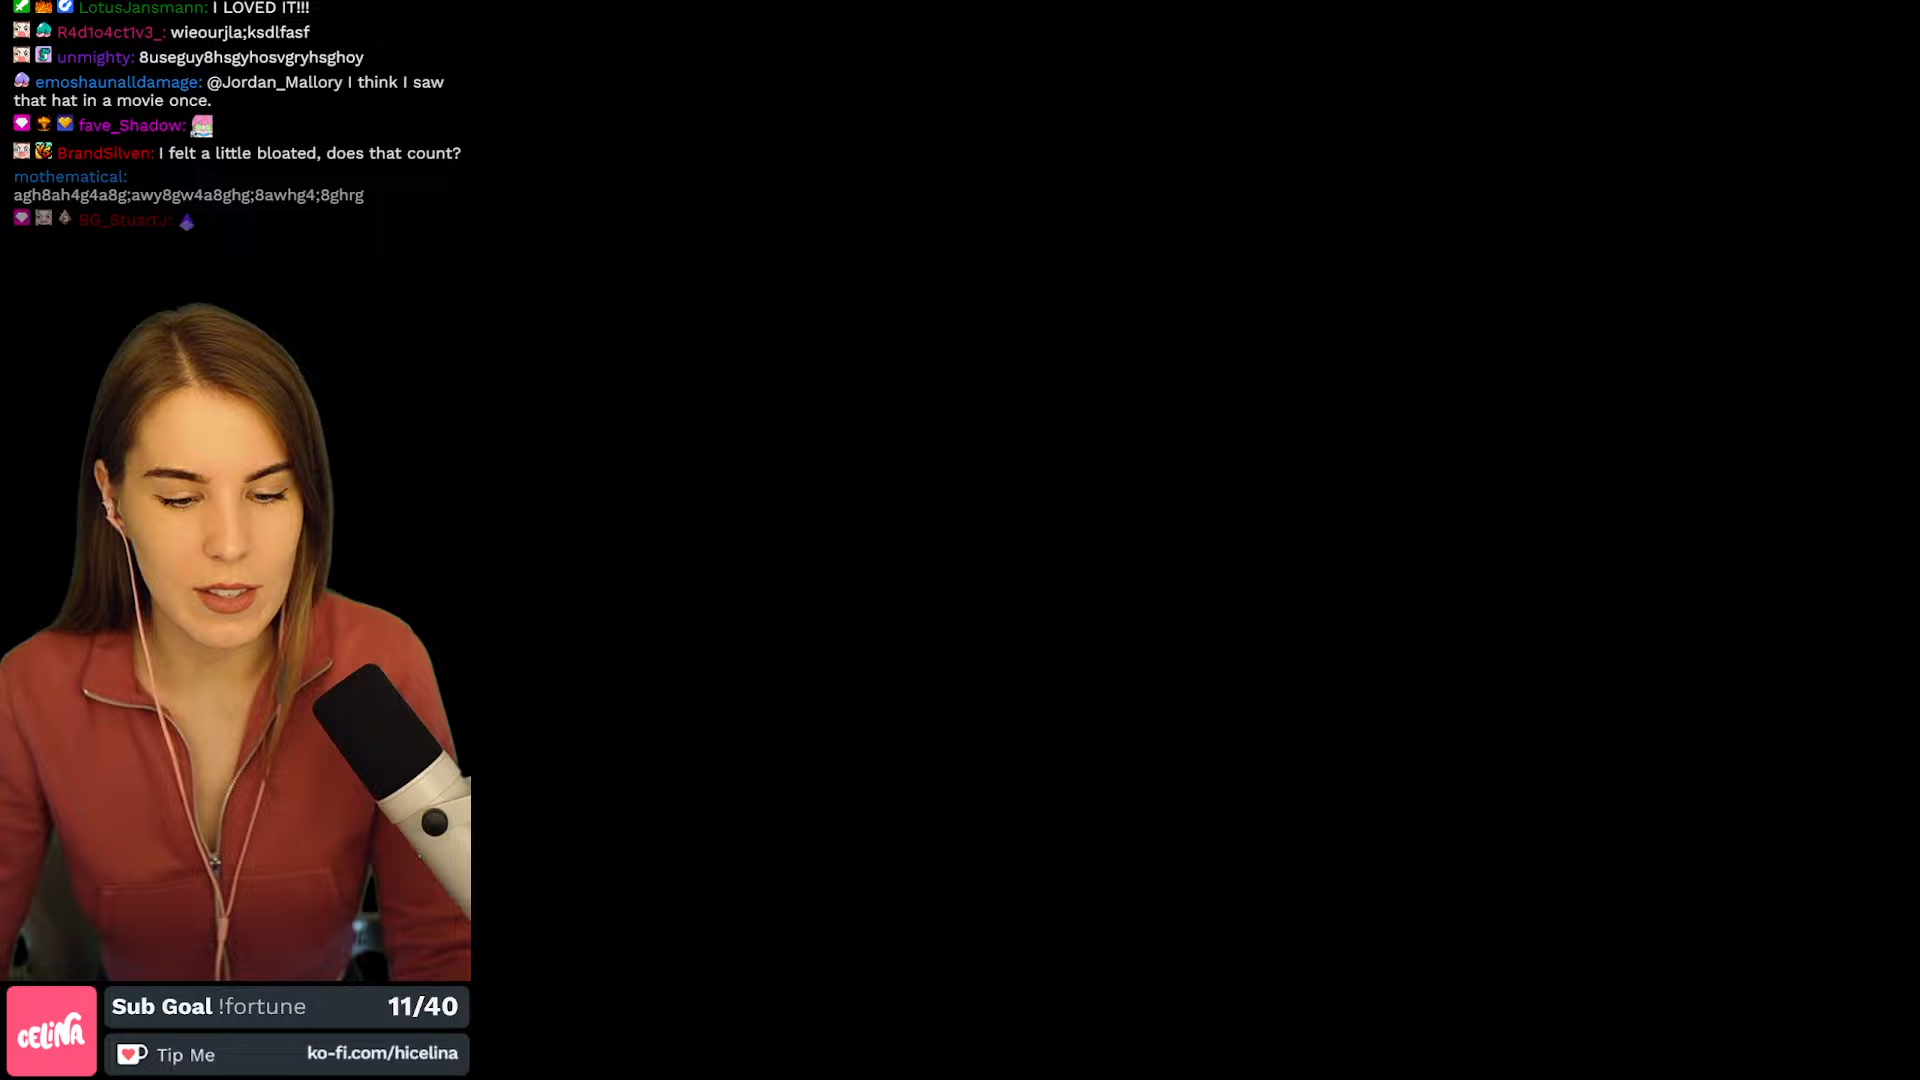 LotusJansmann: I LOVED IT!!!
R4d1o4ct1v3_: wieourjla;ksdlfasf
unmighty: 8useguy8hsgyhosvgryhsghoy
emoshaunalldamage: @Jordan_Mallory I think I saw
that hat in a movie once.
fave_Shadow:
BrandSilven: I felt a little bloated, does that count?
mothematical:
agh8ah4g4a8g;awy8gw4a8ghg;8awhg4;8ghrg
BG_StuartJ:
CELINA
Sub Goal !fortune 11/40
Tip Me ko-fi.com/hicelina